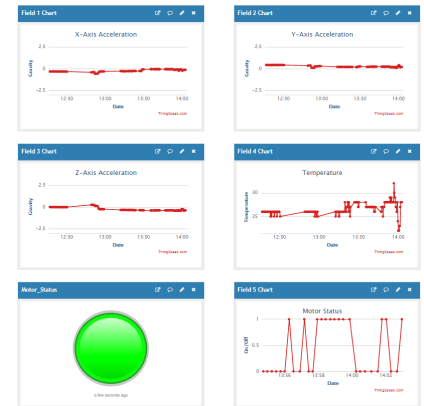 Field 1 Chart
X-Axis Acceleration
2.5
0
-2.5
Gravity
12:30
13:00
13:30
14:00
Date
ThingSpeak.com
Field 2 Chart
Y-Axis Acceleration
2.5
0
-2.5
Gravity
12:30
13:00
13:30
14:00
Date
ThingSpeak.com
Field 3 Chart
Z-Axis Acceleration
2.5
0
-2.5
Gravity
12:30
13:00
13:30
14:00
Date
ThingSpeak.com
Field 4 Chart
Temperature
30
25
Temperature
12:30
13:00
13:30
14:00
Date
ThingSpeak.com
Motor_Status
a few seconds ago
Field 5 Chart
Motor Status
1
0.5
0
On/Off
13:56
13:58
14:00
14:02
Date
ThingSpeak.com